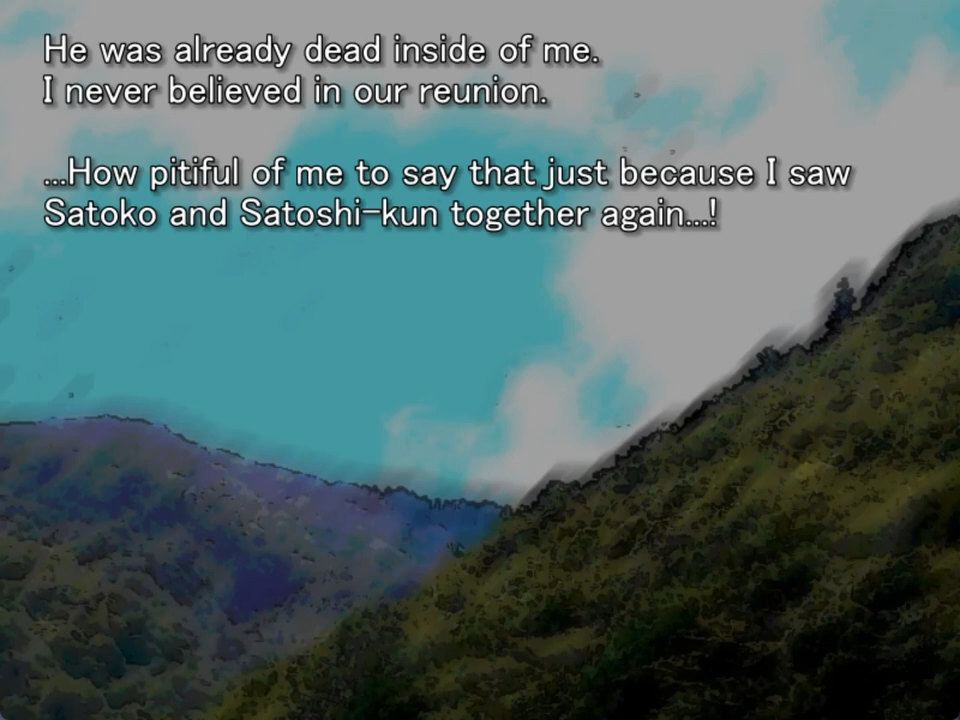 He was already dead inside of me.
I never believed in our reunion.
...How pitiful of me to say that just because I saw
Satoko and Satoshi-kun together again...!